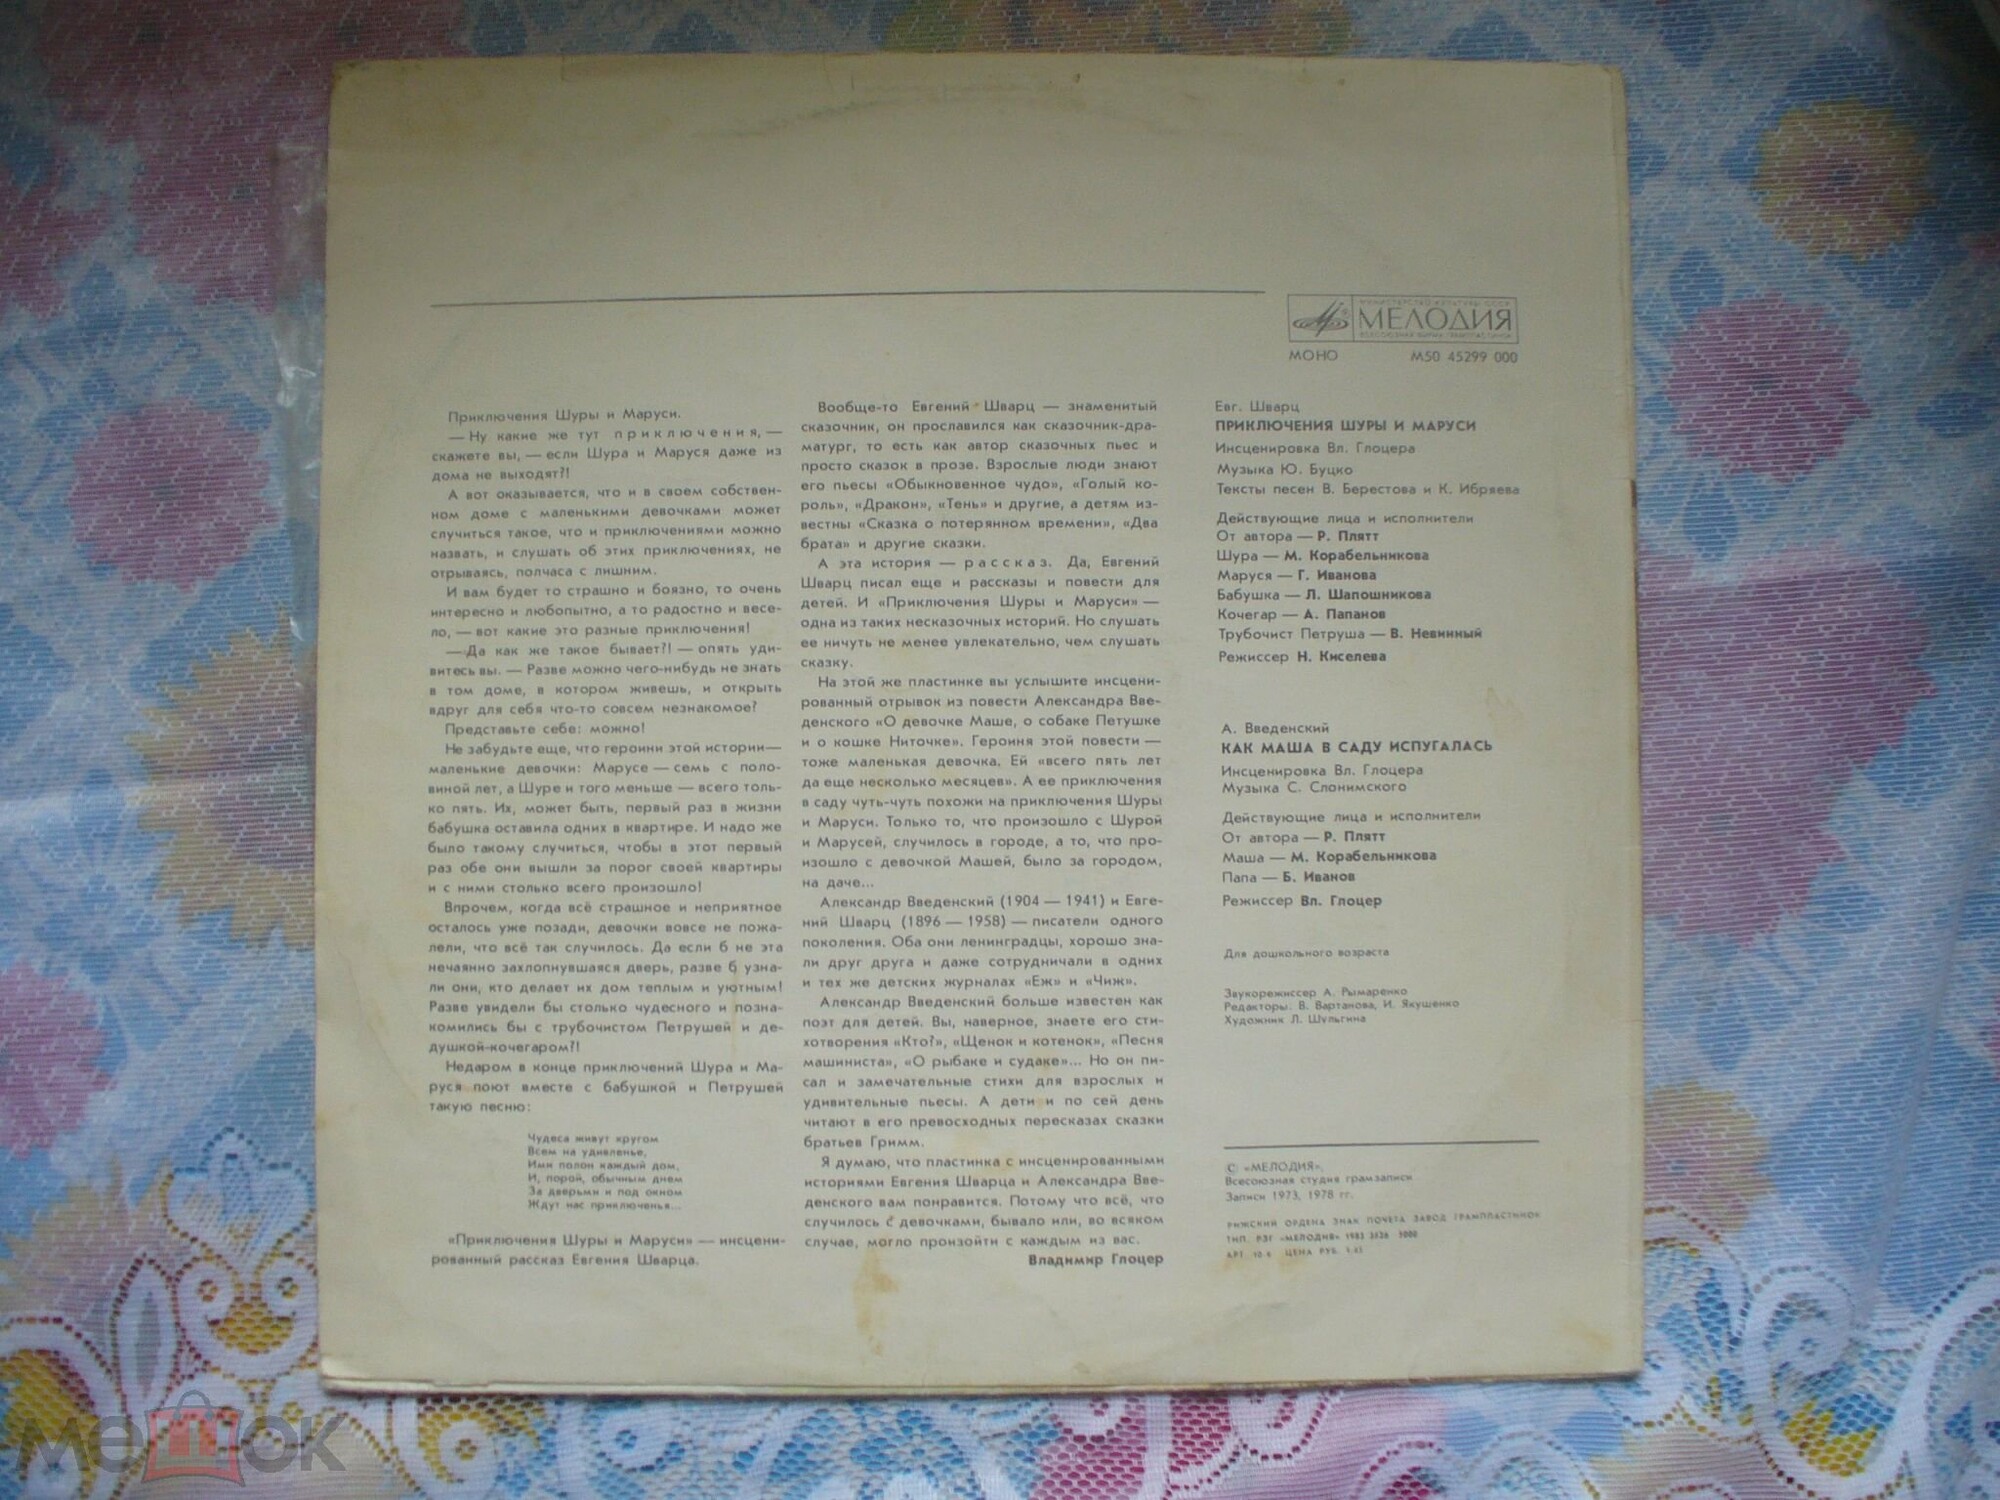 МИНИСТЕРСТВО КУЛЬТУРЫ СССР
МЕЛОДИЯ
ВСЕСОЮЗНАЯ ФИРМА ГРАМПЛАСТИНОК
МОНО М50 45299 000
Приключения Шуры и Маруси.
— Ну какие же тут приключения, —
скажете вы, — если Шура и Маруся даже из
дома не выходят?!
А вот оказывается, что и в своем собствен-
ном доме с маленькими девочками может
случиться такое, что и приключениями можно
назвать, и слушать об этих приключениях, не
отрываясь, полчаса с лишним.
И вам будет то страшно и боязно, то очень
интересно и любопытно, а то радостно и весе-
ло, — вот какие это разные приключения!
— Да как же такое бывает?! — опять уди-
витесь вы. — Разве можно чего-нибудь не знать
в том доме, в котором живешь, и открыть
вдруг для себя что-то совсем незнакомое?
Представьте себе: можно!
Не забудьте еще, что героини этой истории—
маленькие девочки: Марусе — семь с поло-
виной лет, а Шуре и того меньше — всего толь-
ко пять. Их, может быть, первый раз в жизни
бабушка оставила одних в квартире. И надо же
было такому случиться, чтобы в этот первый
раз обе они вышли за порог своей квартиры
и с ними столько всего произошло!
Впрочем, когда всё страшное и неприятное
осталось уже позади, девочки вовсе не пожа-
лели, что всё так случилось. Да если б не эта
нечаянно захлопнувшаяся дверь, разве б узна-
ли они, кто делает их дом теплым и уютным!
Разве увидели бы столько чудесного и позна-
комились бы с трубочистом Петрушей и де-
душкой-кочегаром?!
Недаром в конце приключений Шура и Ма-
руся поют вместе с бабушкой и Петрушей
такую песню:
Чудеса живут кругом
Всем на удивленье,
Ими полон каждый дом,
И, порой, обычным днем
За дверьми и под окном
Ждут нас приключенья...
«Приключения Шуры и Маруси» — инсцени-
рованный рассказ Евгения Шварца.
Вообще-то Евгений Шварц — знаменитый
сказочник, он прославился как сказочник-дра-
матург, то есть как автор сказочных пьес и
просто сказок в прозе. Взрослые люди знают
его пьесы «Обыкновенное чудо», «Голый ко-
роль», «Дракон», «Тень» и другие, а детям из-
вестны «Сказка о потерянном времени», «Два
брата» и другие сказки.
А эта история — рассказ. Да, Евгений
Шварц писал еще и рассказы и повести для
детей. И «Приключения Шуры и Маруси» —
одна из таких несказочных историй. Но слушать
ее ничуть не менее увлекательно, чем слушать
сказку.
На этой же пластинке вы услышите инсцени-
рованный отрывок из повести Александра Вве-
денского «О девочке Маше, о собаке Петушке
и о кошке Ниточке». Героиня этой повести —
тоже маленькая девочка. Ей «всего пять лет
да еще несколько месяцев». А ее приключения
в саду чуть-чуть похожи на приключения Шуры
и Маруси. Только то, что произошло с Шурой
и Марусей, случилось в городе, а то, что про-
изошло с девочкой Машей, было за городом,
на даче...
Александр Введенский (1904 — 1941) и Евге-
ний Шварц (1896 — 1958) — писатели одного
поколения. Оба они ленинградцы, хорошо зна-
ли друг друга и даже сотрудничали в одних
и тех же детских журналах «Еж» и «Чиж».
Александр Введенский больше известен как
поэт для детей. Вы, наверное, знаете его сти-
хотворения «Кто?», «Щенок и котенок», «Песня
машиниста», «О рыбаке и судаке»... Но он пи-
сал и замечательные стихи для взрослых и
удивительные пьесы. А дети и по сей день
читают в его превосходных пересказах сказки
братьев Гримм.
Я думаю, что пластинка с инсценированными
историями Евгения Шварца и Александра Вве-
денского вам понравится. Потому что всё, что
случилось с девочками, бывало или, во всяком
случае, могло произойти с каждым из вас.
Владимир Глоцер
Евг. Шварц
ПРИКЛЮЧЕНИЯ ШУРЫ И МАРУСИ
Инсценировка Вл. Глоцера
Музыка Ю. Буцко
Тексты песен В. Берестова и К. Ибряева
Действующие лица и исполнители
От автора — Р. Плятт
Шура — М. Корабельникова
Маруся — Г. Иванова
Бабушка — Л. Шапошникова
Кочегар — А. Папанов
Трубочист Петруша — В. Невинный
Режиссер Н. Киселева
А. Введенский
КАК МАША В САДУ ИСПУГАЛАСЬ
Инсценировка Вл. Глоцера
Музыка С. Слонимского
Действующие лица и исполнители
От автора — Р. Плятт
Маша — М. Корабельникова
Папа — Б. Иванов
Режиссер Вл. Глоцер
Для дошкольного возраста
Звукорежиссер А. Рымаренко
Редакторы: В. Вартанова, И. Якушенко
Художник Л. Шульгина
© «МЕЛОДИЯ»,
Всесоюзная студия грамзаписи
Записи 1973, 1978 гг.
РИЖСКИЙ ОРДЕНА ЗНАК ПОЧЕТА ЗАВОД ГРАМПЛАСТИНОК
ТИП. РЗГ «МЕЛОДИЯ» 1983 3000
АРТ. ЦЕНА РУБ.
мешок